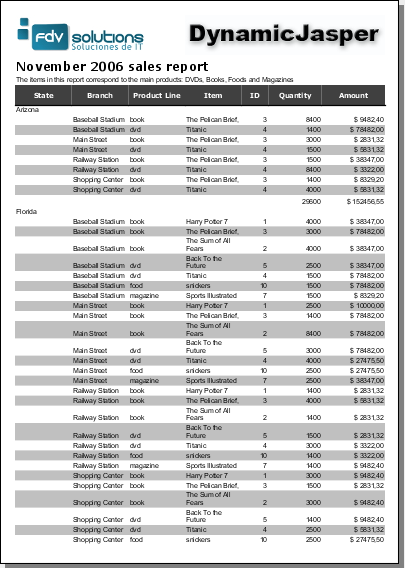 fdv solutions
Soluciones de IT
DynamicJasper
November 2006 sales report
The items in this report correspond to the main products: DVDs, Books, Foods and Magazines
State Branch Product Line Item ID Quantity Amount
Arizona
Baseball Stadium book The Pelican Brief, 3 8400 $ 9482,40
Baseball Stadium dvd Titanic 4 1400 $ 78482,00
Main Street book The Pelican Brief, 3 3000 $ 2831,32
Main Street dvd Titanic 4 1500 $ 5831,32
Railway Station book The Pelican Brief, 3 1500 $ 38347,00
Railway Station dvd Titanic 4 8400 $ 3322,00
Shopping Center book The Pelican Brief, 3 1400 $ 8329,20
Shopping Center dvd Titanic 4 4000 $ 5831,32
29600 $ 152456,55
Florida
Baseball Stadium book Harry Potter 7 1 4000 $ 38347,00
Baseball Stadium book The Pelican Brief, 3 3000 $ 78482,00
The Sum of All
Baseball Stadium book Fears 2 4000 $ 38347,00
Back To the
Baseball Stadium dvd Future 5 2500 $ 38347,00
Baseball Stadium dvd Titanic 4 1500 $ 78482,00
Baseball Stadium food snickers 10 1500 $ 78482,00
Baseball Stadium magazine Sports Illustrated 7 1500 $ 8329,20
Main Street book Harry Potter 7 1 2500 $ 10000,00
Main Street book The Pelican Brief, 3 1400 $ 78482,00
The Sum of All
Main Street book Fears 2 8400 $ 78482,00
Back To the
Main Street dvd Future 5 3000 $ 78482,00
Main Street dvd Titanic 4 4000 $ 27475,50
Main Street food snickers 10 2500 $ 27475,50
Main Street magazine Sports Illustrated 7 2500 $ 38347,00
Railway Station book Harry Potter 7 1 1400 $ 2831,32
Railway Station book The Pelican Brief, 3 4000 $ 5831,32
The Sum of All
Railway Station book Fears 2 1400 $ 2831,32
Back To the
Railway Station dvd Future 5 1500 $ 2831,32
Railway Station dvd Titanic 4 3000 $ 3322,00
Railway Station food snickers 10 1400 $ 3322,00
Railway Station magazine Sports Illustrated 7 1400 $ 9482,40
Shopping Center book Harry Potter 7 1 3000 $ 9482,40
Shopping Center book The Pelican Brief, 3 2500 $ 2831,32
The Sum of All
Shopping Center book Fears 2 3000 $ 9482,40
Back To the
Shopping Center dvd Future 5 1400 $ 9482,40
Shopping Center dvd Titanic 4 2500 $ 5831,32
Shopping Center food snickers 10 2500 $ 27475,50